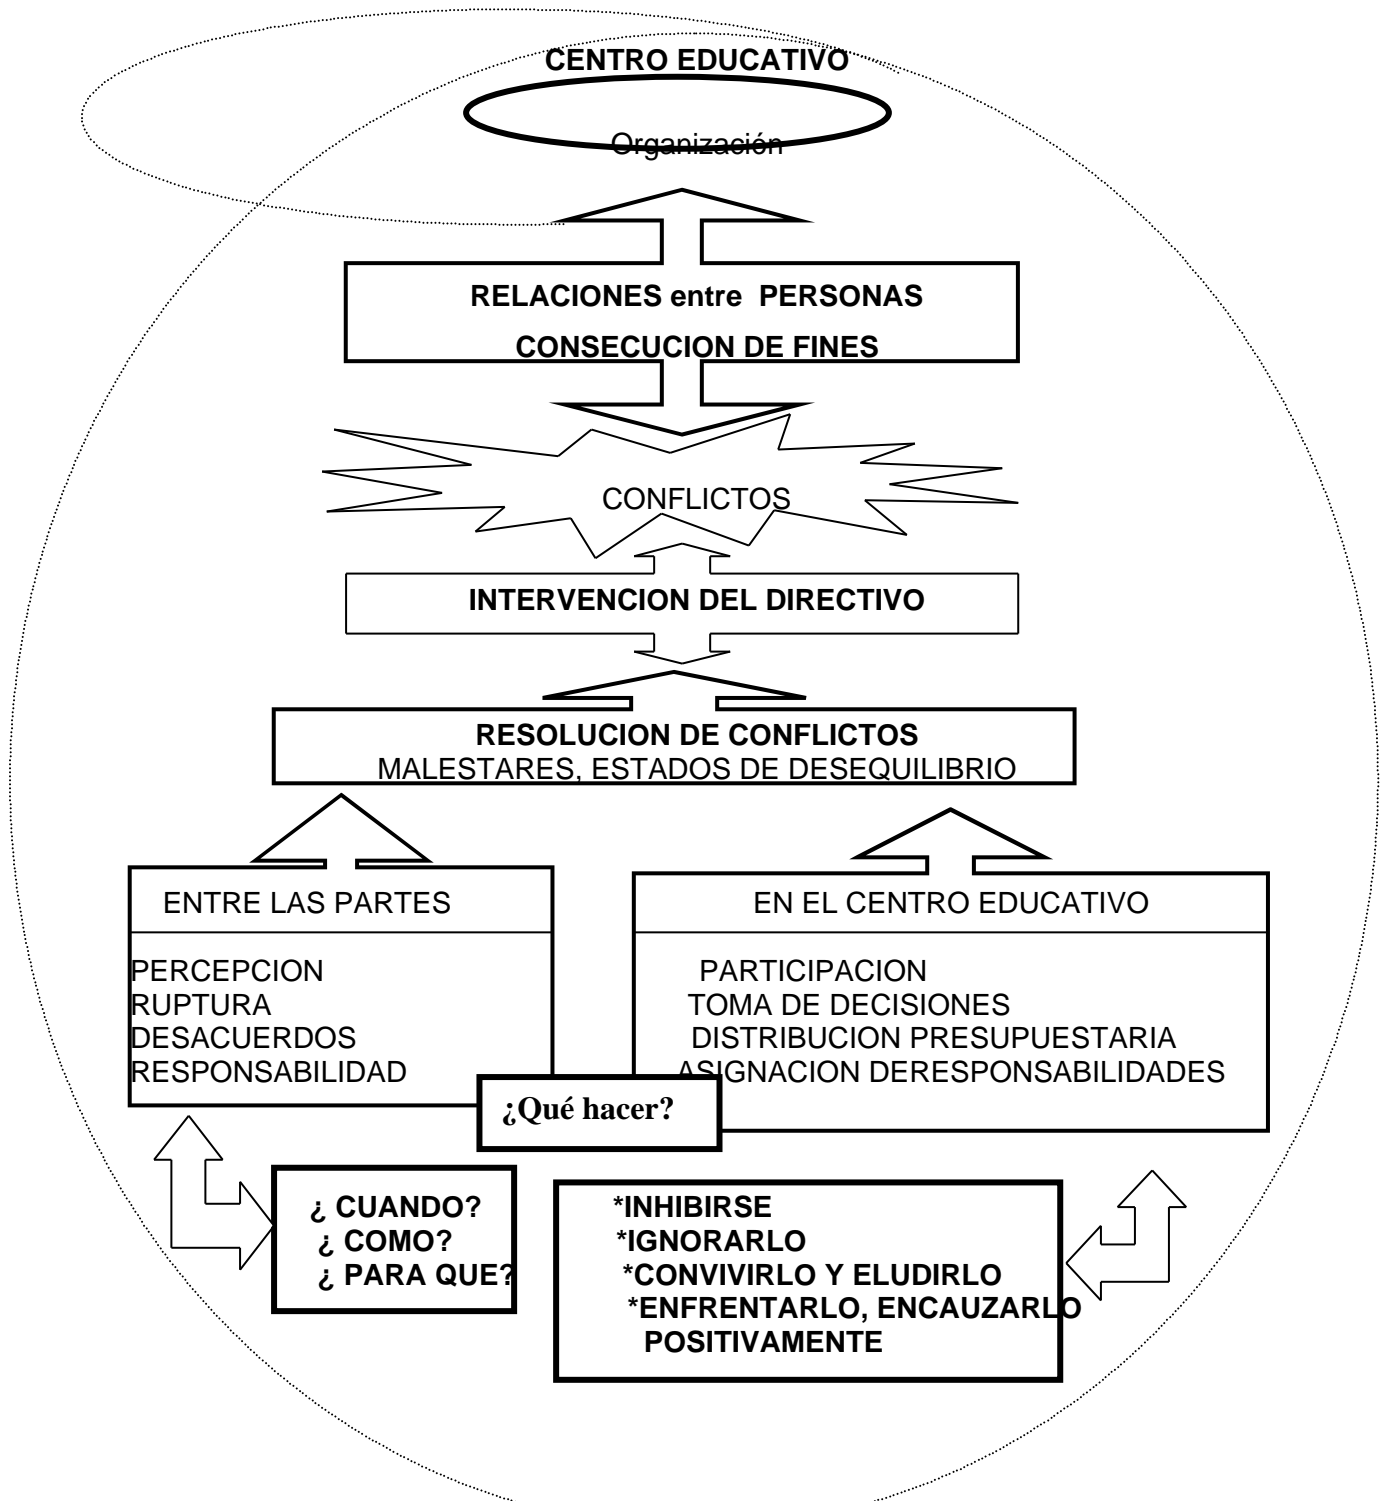 CENTRO EDUCATIVO
Organización
RELACIONES entre PERSONAS
CONSECUCION DE FINES
CONFLICTOS
INTERVENCION DEL DIRECTIVO
RESOLUCION DE CONFLICTOS
MALESTARES, ESTADOS DE DESEQUILIBRIO
ENTRE LAS PARTES
PERCEPCION
RUPTURA
DESACUERDOS
RESPONSABILIDAD
EN EL CENTRO EDUCATIVO
PARTICIPACION
TOMA DE DECISIONES
DISTRIBUCION PRESUPUESTARIA
ASIGNACION DERESPONSABILIDADES
¿Qué hacer?
¿ CUANDO?
¿ COMO?
¿ PARA QUE?
*INHIBIRSE
*IGNORARLO
*CONVIVIRLO Y ELUDIRLO
*ENFRENTARLO, ENCAUZARLO
POSITIVAMENTE